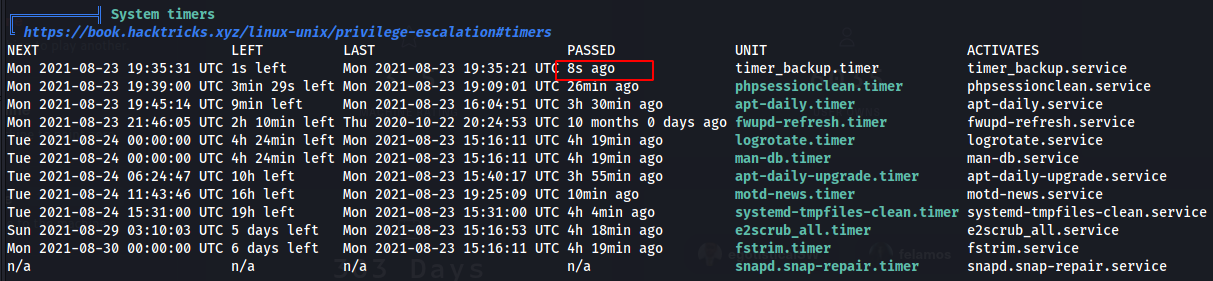 System timers
https://book.hacktricks.xyz/linux-unix/privilege-escalation#timers
NEXT LEFT LAST PASSED UNIT ACTIVATES
Mon 2021-08-23 19:35:31 UTC 1s left Mon 2021-08-23 19:35:21 UTC 8s ago timer_backup.timer timer_backup.service
Mon 2021-08-23 19:39:00 UTC 3min 29s left Mon 2021-08-23 19:09:01 UTC 26min ago phpsessionclean.timer phpsessionclean.service
Mon 2021-08-23 19:45:14 UTC 9min left Mon 2021-08-23 16:04:51 UTC 3h 30min ago apt-daily.timer apt-daily.service
Mon 2021-08-23 21:46:05 UTC 2h 10min left Thu 2020-10-22 20:24:53 UTC 10 months 0 days ago fwupd-refresh.timer fwupd-refresh.service
Tue 2021-08-24 00:00:00 UTC 4h 24min left Mon 2021-08-23 15:16:11 UTC 4h 19min ago logrotate.timer logrotate.service
Tue 2021-08-24 00:00:00 UTC 4h 24min left Mon 2021-08-23 15:16:11 UTC 4h 19min ago man-db.timer man-db.service
Tue 2021-08-24 06:24:47 UTC 10h left Mon 2021-08-23 15:40:17 UTC 3h 55min ago apt-daily-upgrade.timer apt-daily-upgrade.service
Tue 2021-08-24 11:43:46 UTC 16h left Mon 2021-08-23 19:25:09 UTC 10min ago motd-news.timer motd-news.service
Tue 2021-08-24 15:31:00 UTC 19h left Mon 2021-08-23 15:31:00 UTC 4h 4min ago systemd-tmpfiles-clean.timer systemd-tmpfiles-clean.service
Sun 2021-08-29 03:10:03 UTC 5 days left Mon 2021-08-23 15:16:53 UTC 4h 18min ago e2scrub_all.timer e2scrub_all.service
Mon 2021-08-30 00:00:00 UTC 6 days left Mon 2021-08-23 15:16:11 UTC 4h 19min ago fstrim.timer fstrim.service
n/a n/a n/a n/a snapd.snap-repair.timer snapd.snap-repair.service
Days
felamos